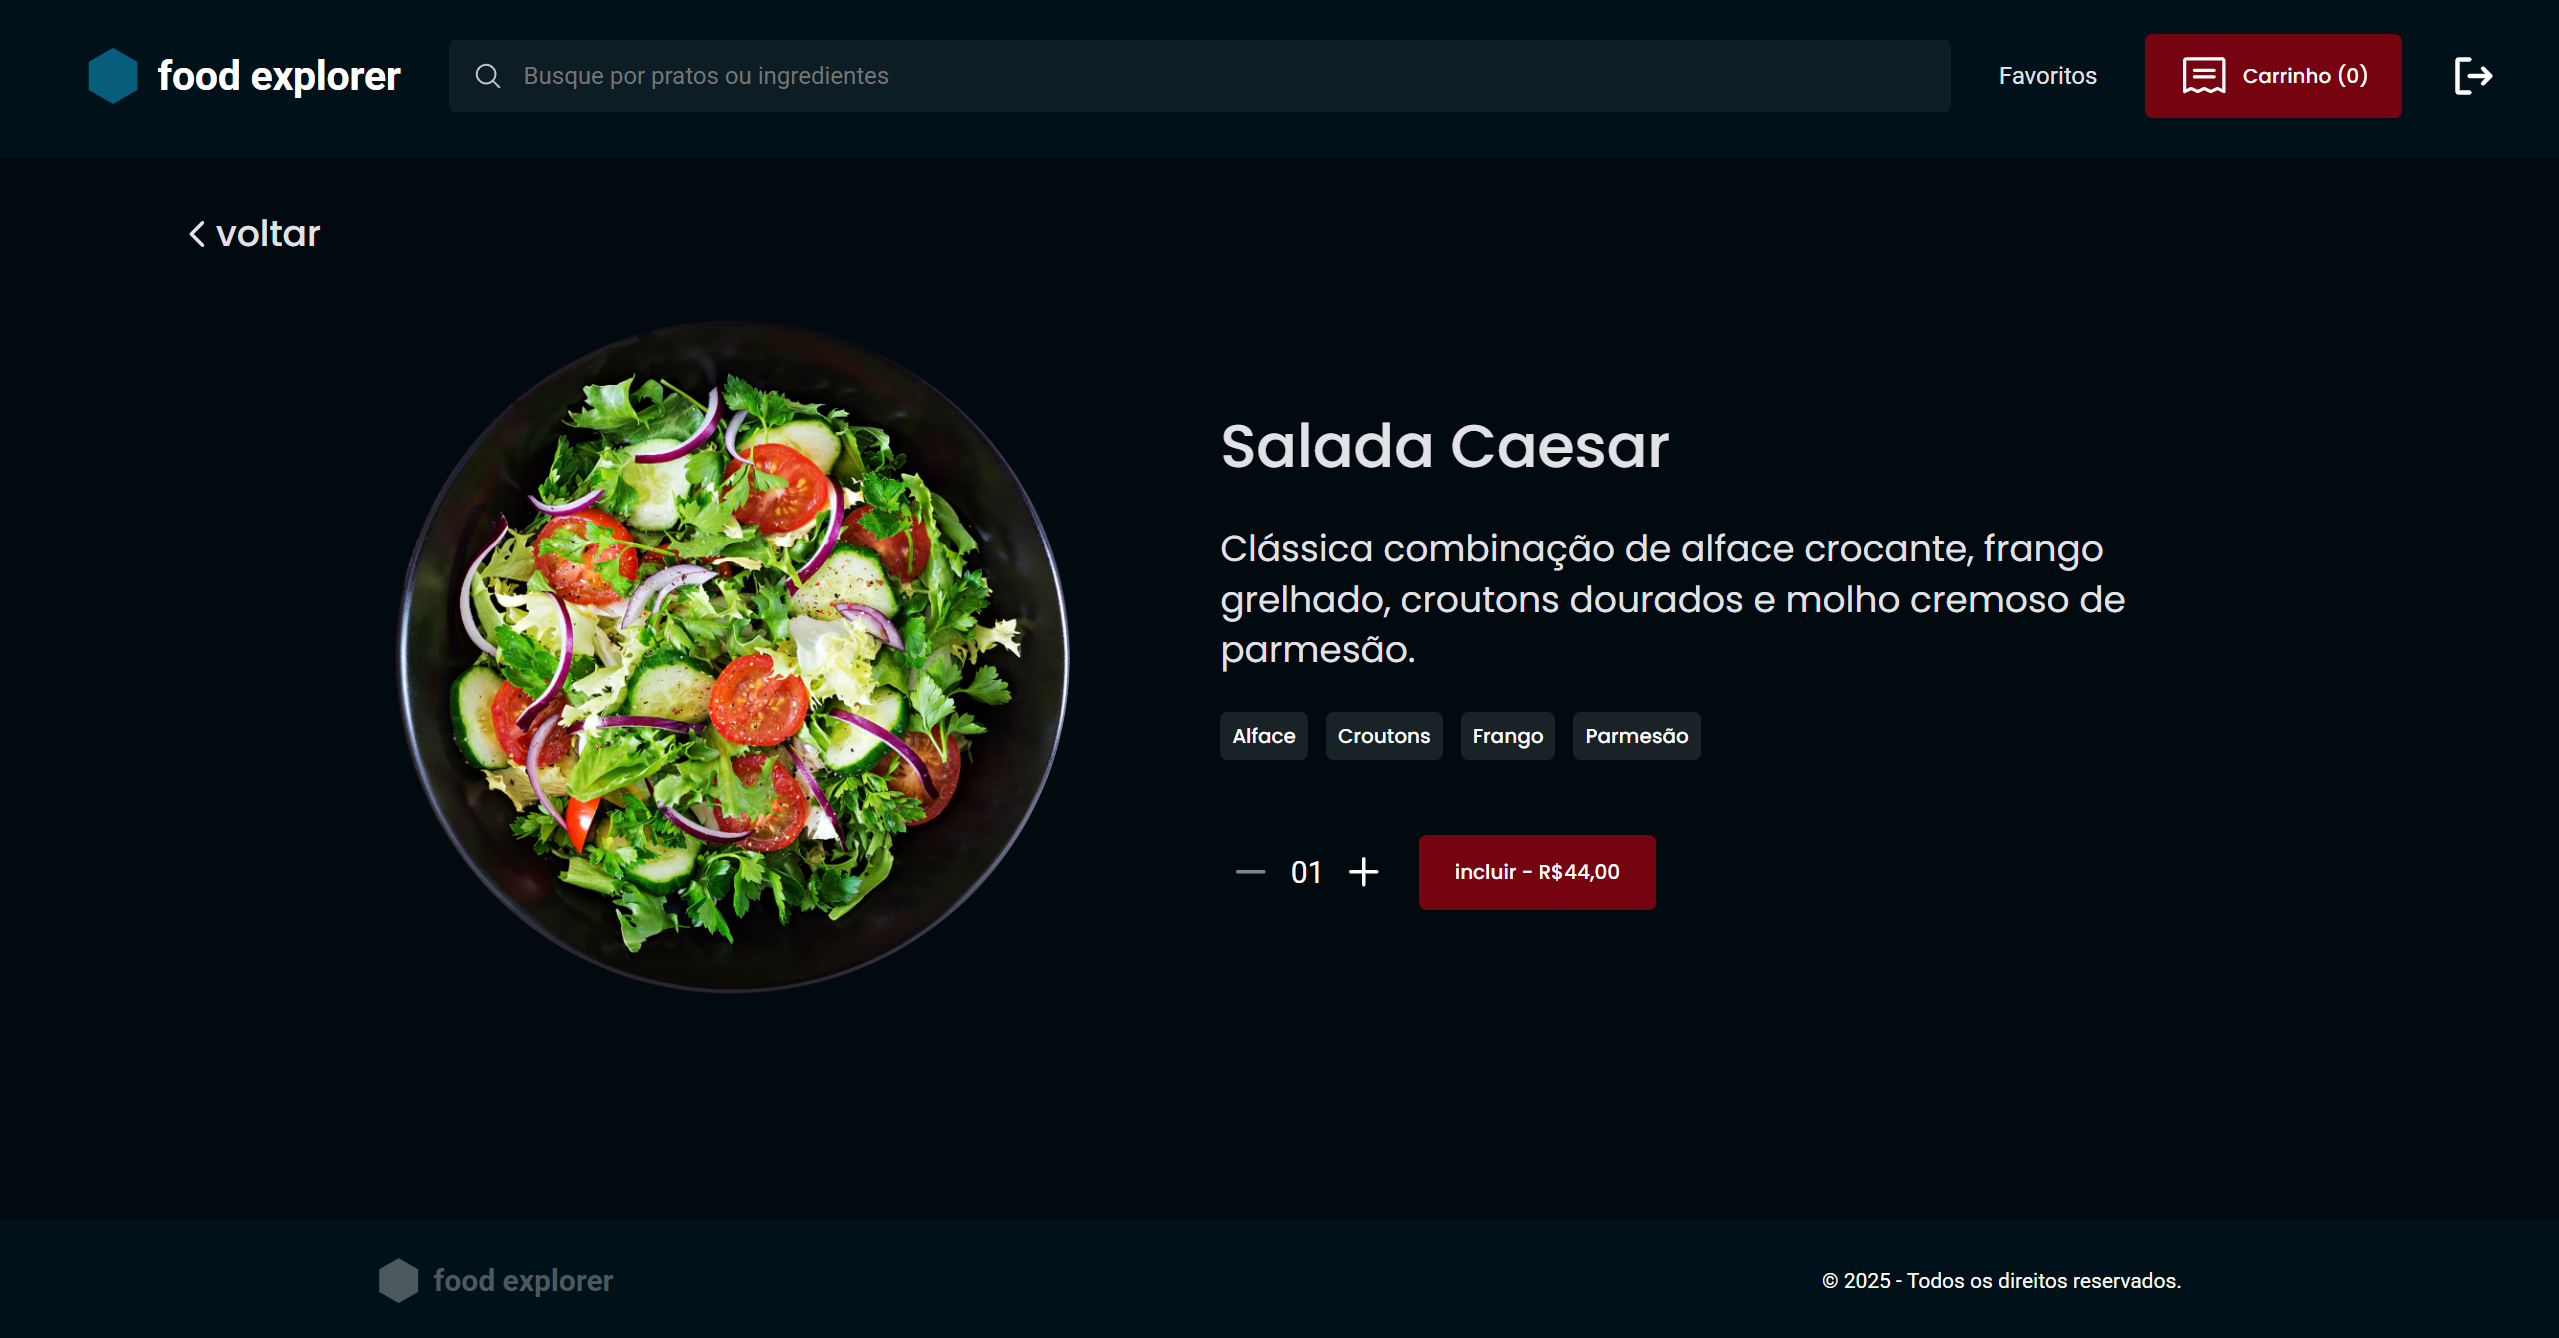 food explorer
Busque por pratos ou ingredientes
Favoritos
Carrinho (0)
voltar
Salada Caesar
Clássica combinação de alface crocante, frango
grelhado, croutons dourados e molho cremoso de
parmesão.
Alface
Croutons
Frango
Parmesão
01
incluir - R$44,00
food explorer
© 2025 - Todos os direitos reservados.